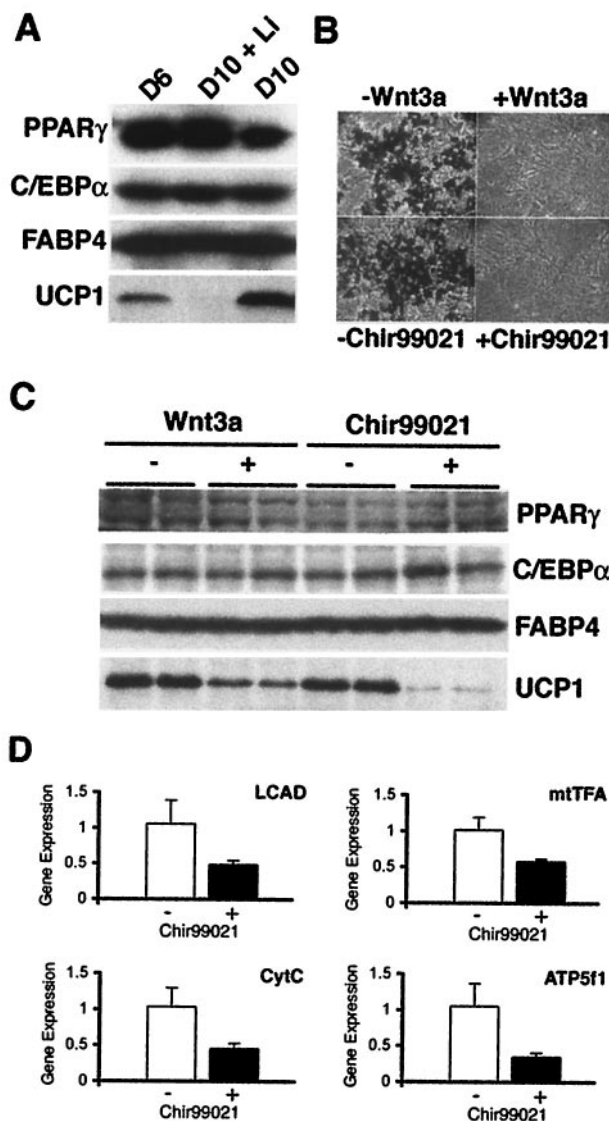 A
D6
D10 + LI
D10
PPARγ
C/EBPα
FABP4
UCP1
B
-Wnt3a +Wnt3a
-Chir99021 +Chir99021
C
Wnt3a Chir99021
- + - +
PPARγ
C/EBPα
FABP4
UCP1
D
LCAD
Gene Expression
1.5
1
0.5
0
- +
Chir99021
mtTFA
Gene Expression
1.5
1
0.5
0
- +
Chir99021
CytC
Gene Expression
1.5
1
0.5
0
- +
Chir99021
ATP5f1
Gene Expression
1.5
1
0.5
0
- +
Chir99021